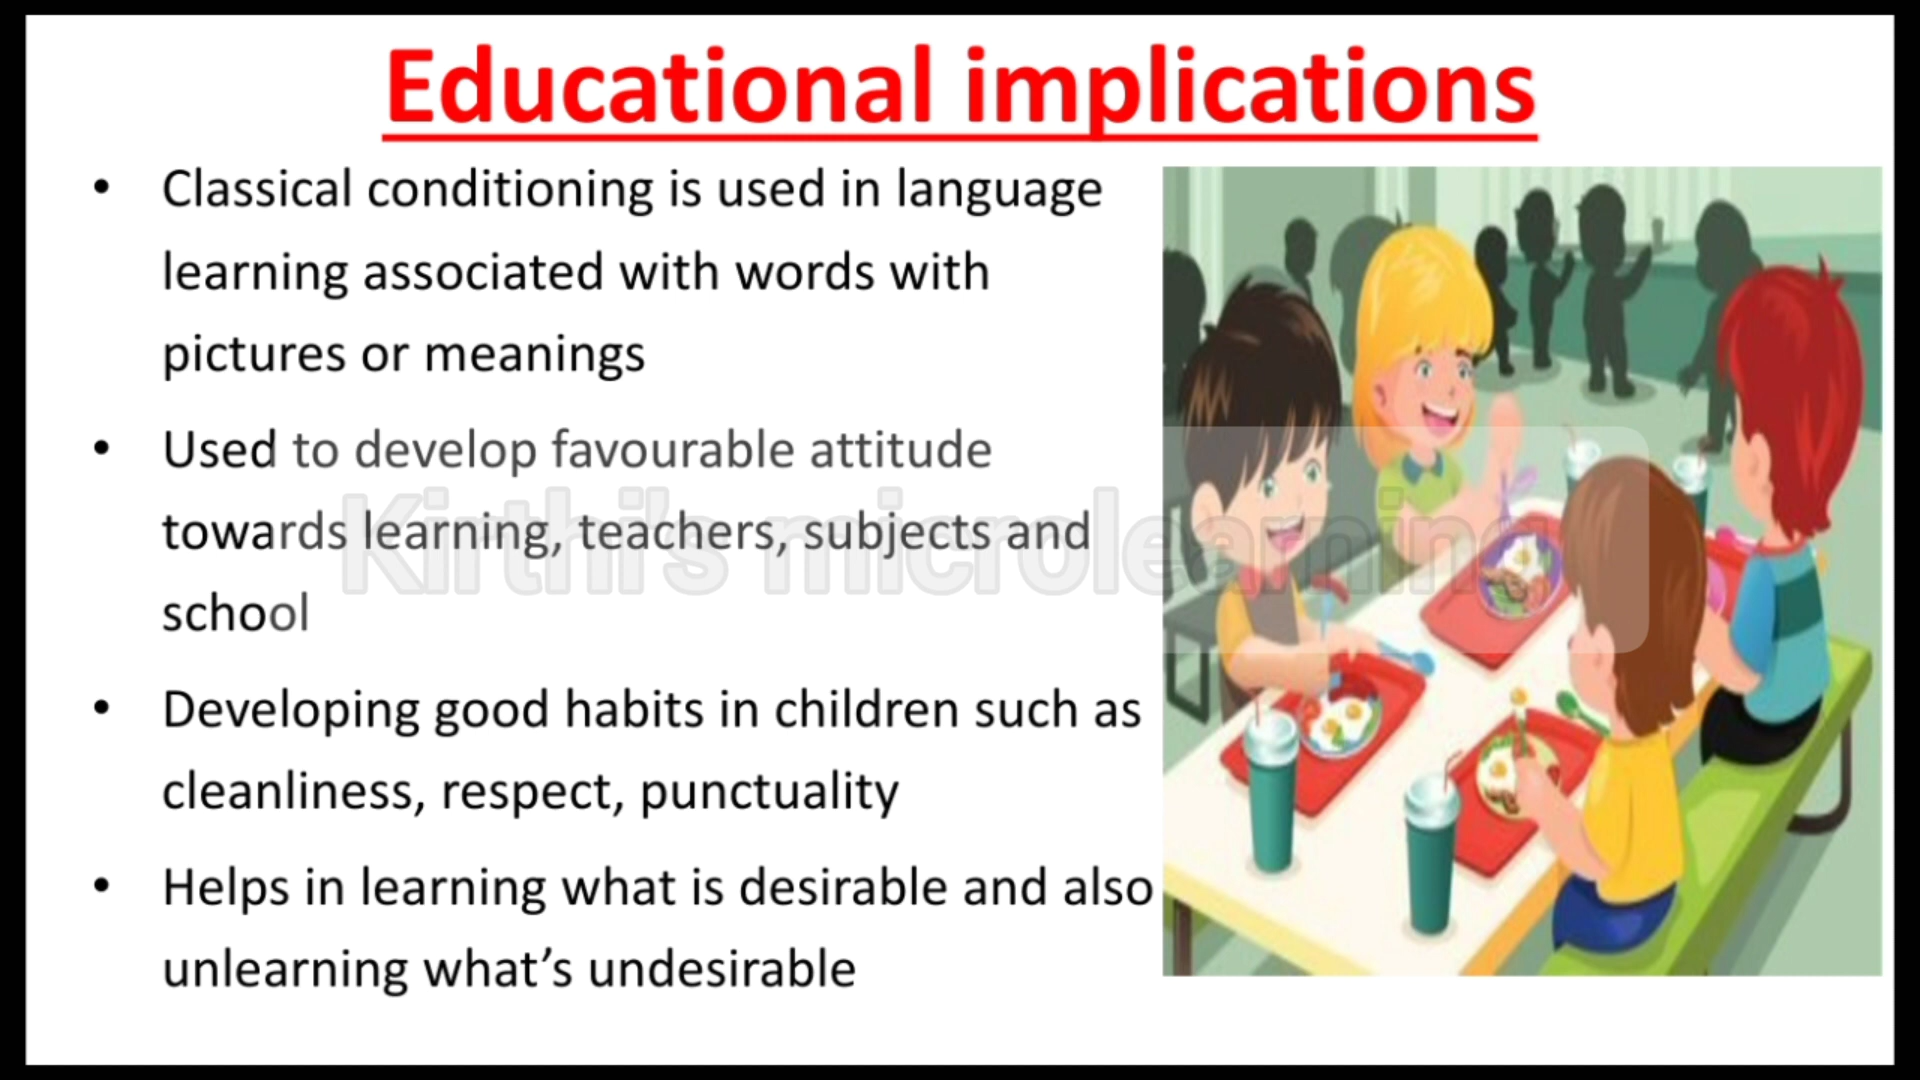 Educational implications
• Classical conditioning is used in language
learning associated with words with
pictures or meanings
• Used to develop favourable attitude
towards learning, teachers, subjects and
school
Kirthi's microlearning
• Developing good habits in children such as
cleanliness, respect, punctuality
• Helps in learning what is desirable and also
unlearning what’s undesirable